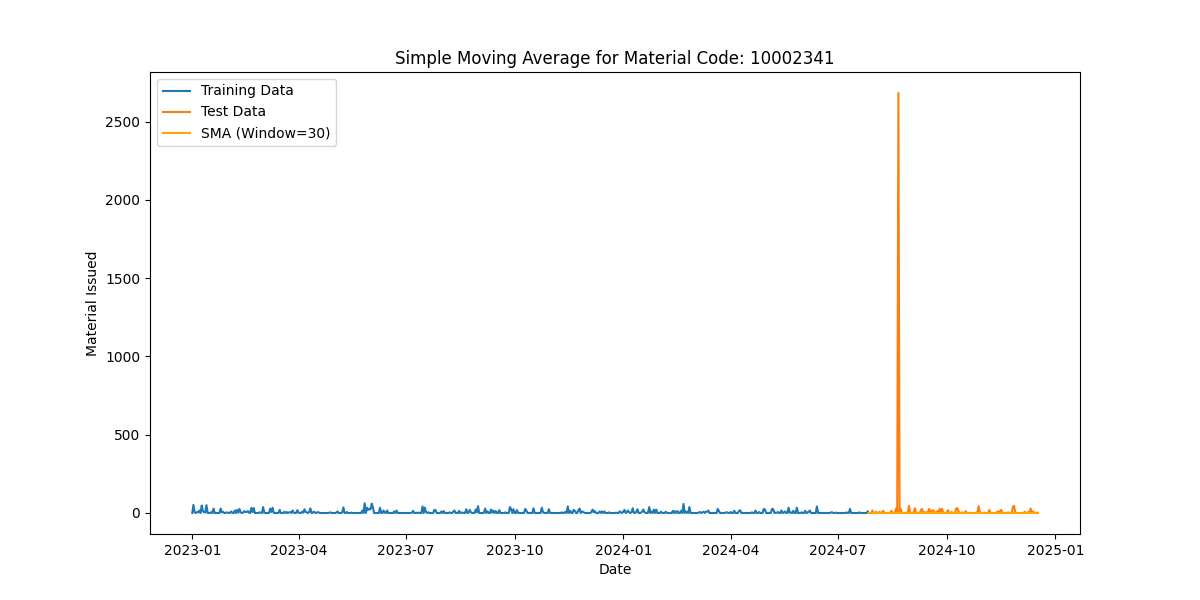 Simple Moving Average for Material Code: 10002341
Training Data
Test Data
SMA (Window=30)
Material Issued
2500
2000
1500
1000
500
0
2023-01 2023-04 2023-07 2023-10 2024-01 2024-04 2024-07 2024-10 2025-01
Date